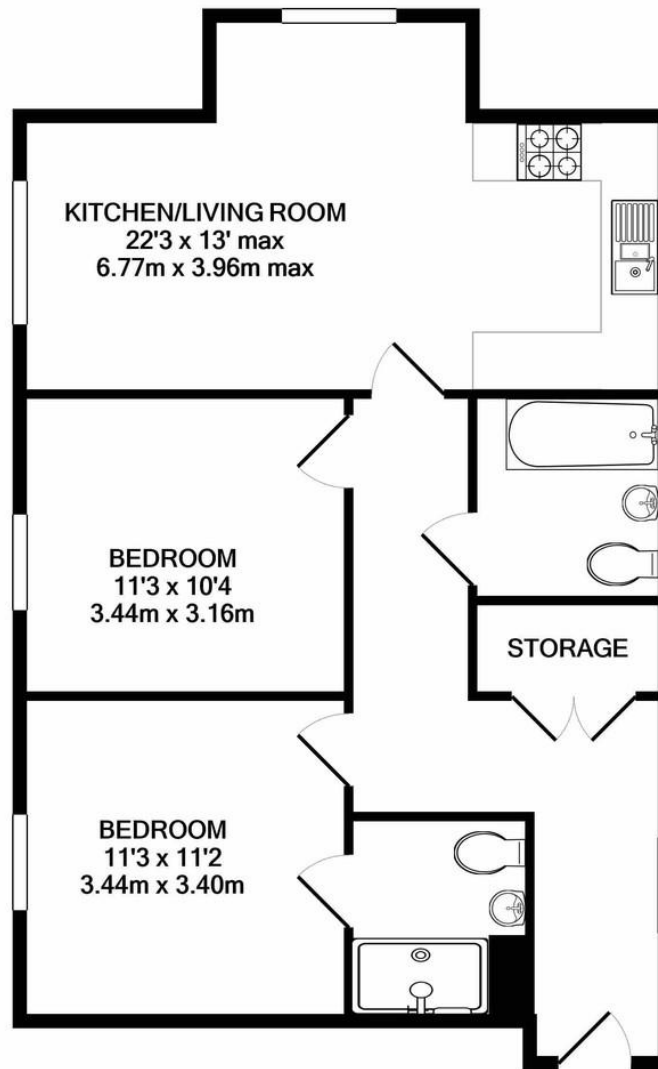 KITCHEN/LIVING ROOM
22'3 x 13' max
6.77m x 3.96m max
BEDROOM
11'3 x 10'4
3.44m x 3.16m
STORAGE
BEDROOM
11'3 x 11'2
3.44m x 3.40m